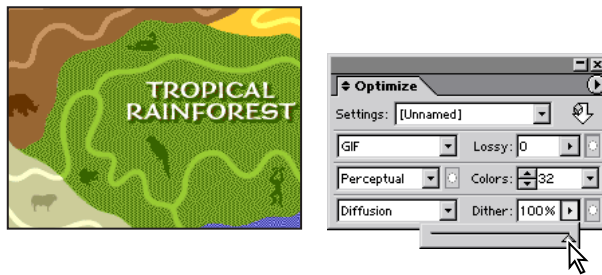 TROPICAL
RAINFOREST
Optimize
Settings: [Unnamed]
GIF Lossy: 0
Perceptual Colors: 32
Diffusion Dither: 100%